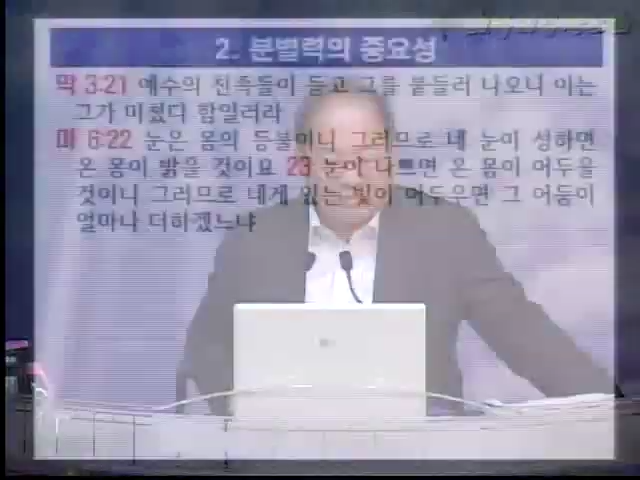 2. 분별력의 중요성
막 3:21 예수의 친족들이 듣고 그를 붙들러 나오니 이는
그가 미쳤다 함일러라
마 6:22 눈은 몸의 등불이니 그러므로 네 눈이 성하면
온 몸이 밝을 것이요 23 눈이 나쁘면 온 몸이 어두울
것이니 그러므로 네게 있는 빛이 어두우면 그 어둠이
얼마나 더하겠느냐